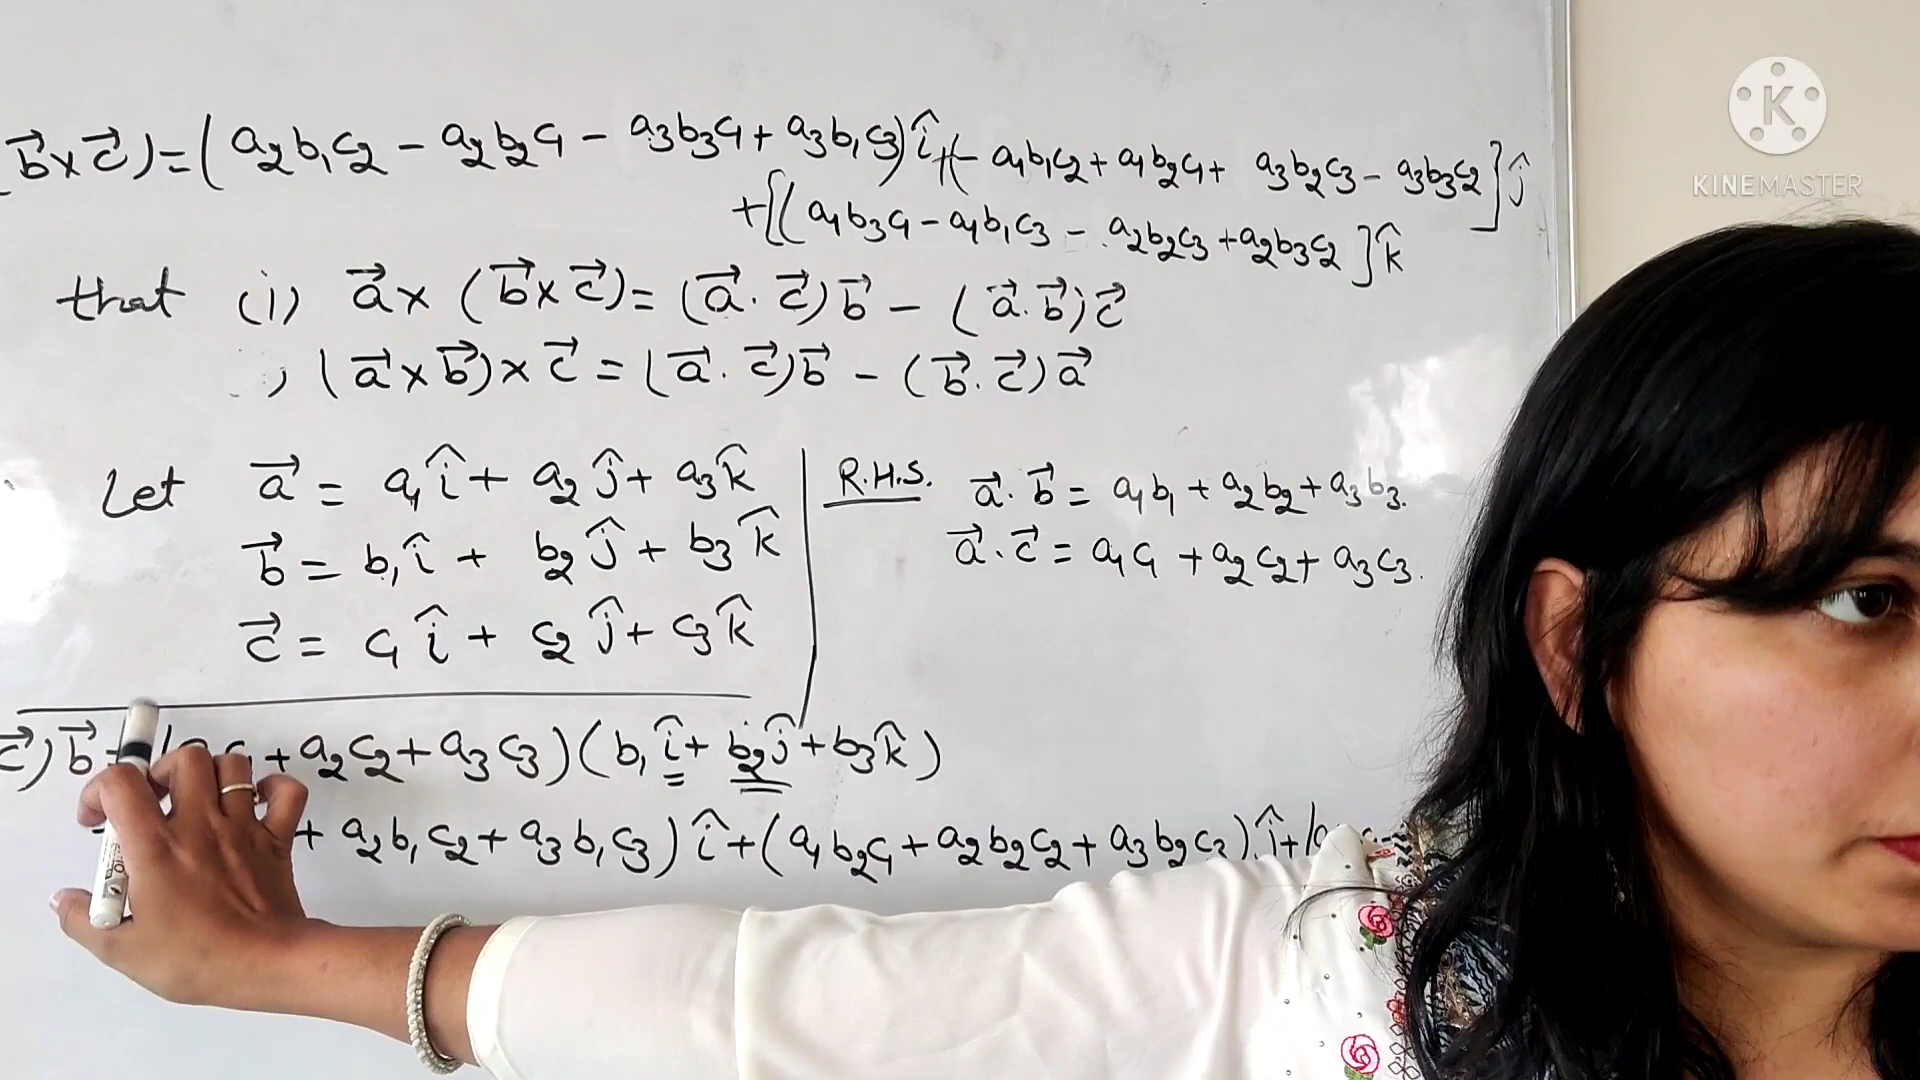 b⃗×c⃗)=(a₂b₁c₂ − a₂b₂c₁ − a₃b₃c₁ + a₃b₁c₃)î +(− a₁b₁c₂ + a₁b₂c₁ + a₃b₂c₃ − a₃b₃c₂]ĵ
+[(a₁b₃c₁ − a₁b₁c₃ − a₂b₂c₃ + a₂b₃c₂]k̂
that (i) a⃗× (b⃗×c⃗)= (a⃗. c⃗)b⃗ − (a⃗.b⃗)c⃗
) (a⃗×b⃗)× c⃗ = (a⃗. c⃗)b⃗ − (b⃗.c⃗)a⃗
Let a⃗ = a₁î + a₂ĵ + a₃k̂
b⃗ = b₁î + b₂ĵ + b₃k̂
c⃗ = c₁î + c₂ĵ + c₃k̂
R.H.S. a⃗. b⃗ = a₁b₁ + a₂b₂ + a₃b₃.
a⃗. c⃗ = a₁c₁ + a₂c₂ + a₃c₃.
c⃗)b⃗ + a₂c₂ + a₃c₃)(b₁î + b₂ĵ + b₃k̂)
+ a₂b₁c₂ + a₃b₁c₃)î +(a₁b₂c₁ + a₂b₂c₂ + a₃b₂c₃)ĵ +
K
KINEMASTER